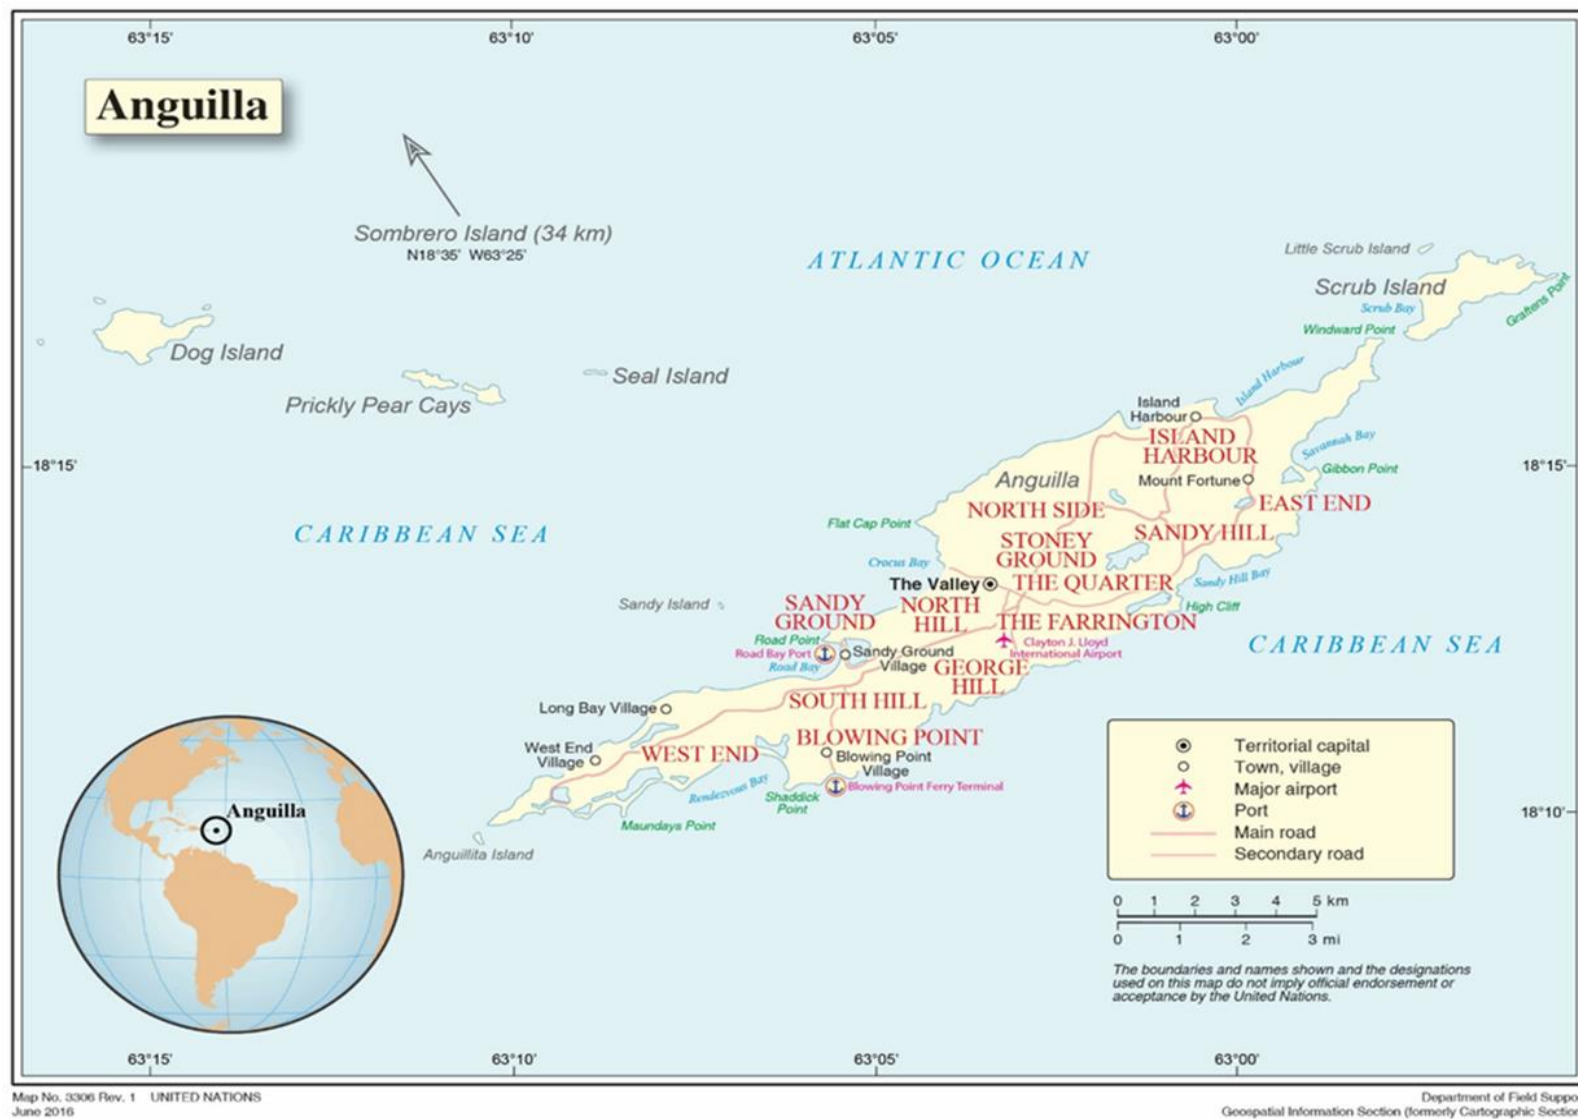 63°15'
63°10'
63°05'
63°00'
Anguilla
Sombrero Island (34 km)
N18°35' W63°25'
ATLANTIC OCEAN
Little Scrub Island
Scrub Island
Scrub Bay
Graftens Point
Windward Point
Dog Island
Seal Island
Prickly Pear Cays
Island Harbour
Island
Harbour
ISLAND
HARBOUR
Savannah Bay
18°15'
Gibbon Point
18°15'
Anguilla
Mount Fortune
EAST END
NORTH SIDE
Flat Cap Point
CARIBBEAN SEA
SANDY HILL
STONEY
GROUND
Crocus Bay
The Valley
THE QUARTER
Sandy Hill Bay
Sandy Island
SANDY
GROUND
NORTH
HILL
High Cliff
THE FARRINGTON
Road Point
Clayton J. Lloyd
International Airport
CARIBBEAN SEA
Road Bay Port
Road Bay
Sandy Ground
Village
GEORGE
HILL
SOUTH HILL
Long Bay Village
BLOWING POINT
West End
Village
WEST END
Blowing Point
Village
Blowing Point Ferry Terminal
Rendezvous Bay
Shaddick
Point
Maundays Point
Anguillita Island
18°10'
Anguilla
Territorial capital
Town, village
Major airport
Port
Main road
Secondary road
0 1 2 3 4 5 km
0 1 2 3 mi
The boundaries and names shown and the designations
used on this map do not imply official endorsement or
acceptance by the United Nations.
63°15'
63°10'
63°05'
63°00'
Map No. 3306 Rev. 1 UNITED NATIONS
June 2016
Department of Field Suppo
Geospatial Information Section (formerly Cartographic Section